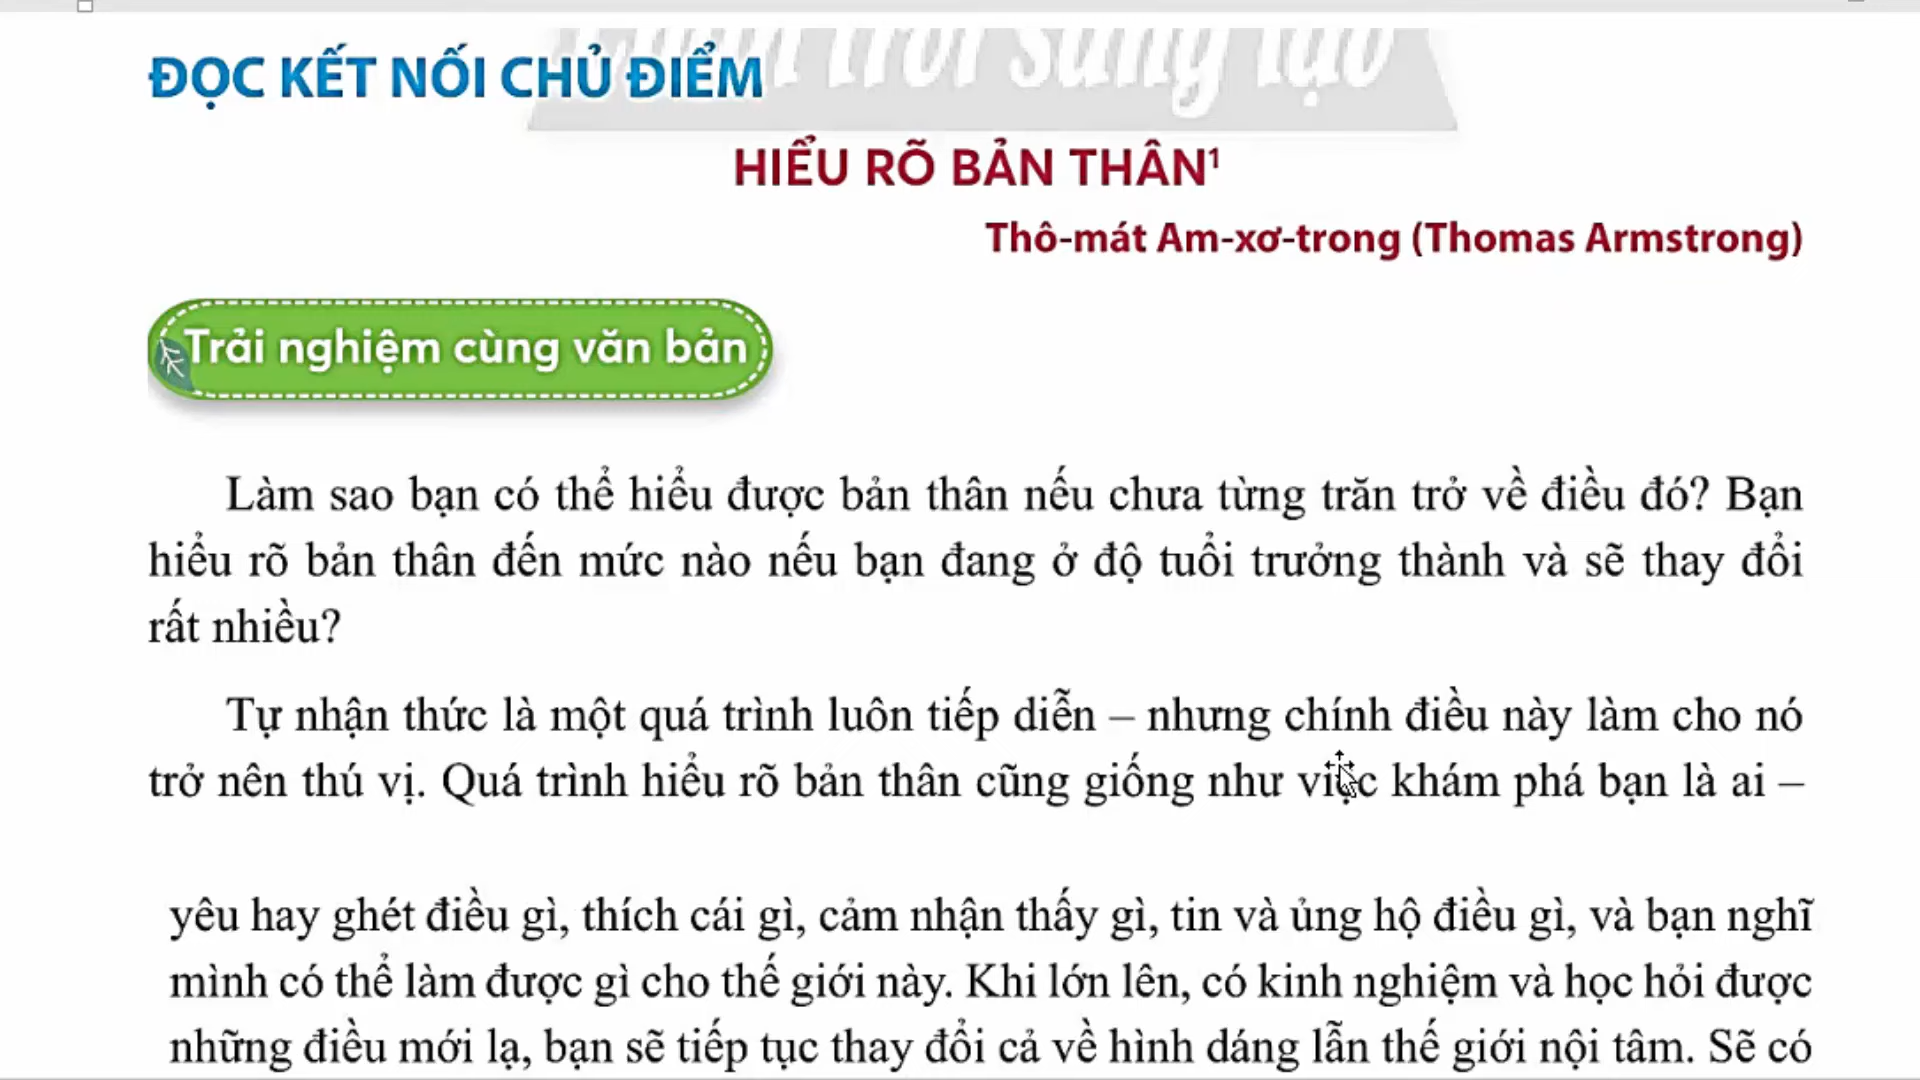 trời sáng tạo
ĐỌC KẾT NỐI CHỦ ĐIỂM
HIỂU RÕ BẢN THÂN¹
Thô-mát Am-xơ-trong (Thomas Armstrong)
Trải nghiệm cùng văn bản
Làm sao bạn có thể hiểu được bản thân nếu chưa từng trăn trở về điều đó? Bạn
hiểu rõ bản thân đến mức nào nếu bạn đang ở độ tuổi trưởng thành và sẽ thay đổi
rất nhiều?
Tự nhận thức là một quá trình luôn tiếp diễn – nhưng chính điều này làm cho nó
trở nên thú vị. Quá trình hiểu rõ bản thân cũng giống như việc khám phá bạn là ai –
yêu hay ghét điều gì, thích cái gì, cảm nhận thấy gì, tin và ủng hộ điều gì, và bạn nghĩ
mình có thể làm được gì cho thế giới này. Khi lớn lên, có kinh nghiệm và học hỏi được
những điều mới lạ, bạn sẽ tiếp tục thay đổi cả về hình dáng lẫn thế giới nội tâm. Sẽ có